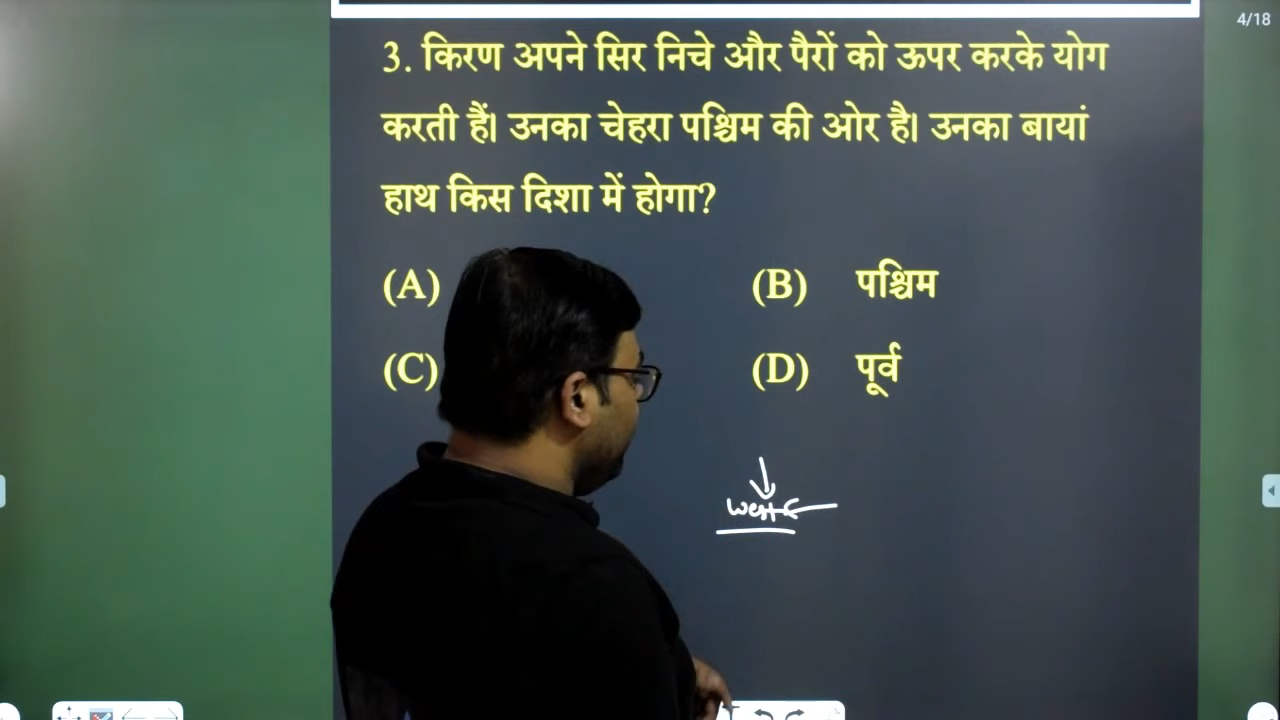 4/18
3. किरण अपने सिर निचे और पैरों को ऊपर करके योग
करती हैं। उनका चेहरा पश्चिम की ओर है। उनका बायां
हाथ किस दिशा में होगा?
(A)
(B) पश्चिम
(C)
(D) पूर्व
west